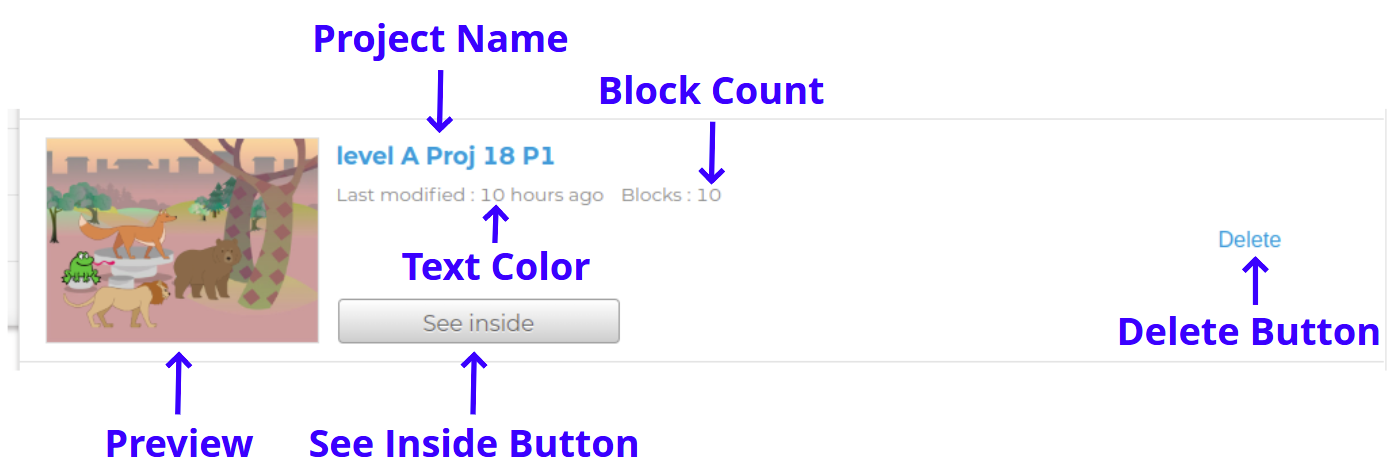 Project Name
Block Count
level A Proj 18 P1
Last modified : 10 hours ago Blocks : 10
Delete
Text Color
See inside
Delete Button
Preview
See Inside Button